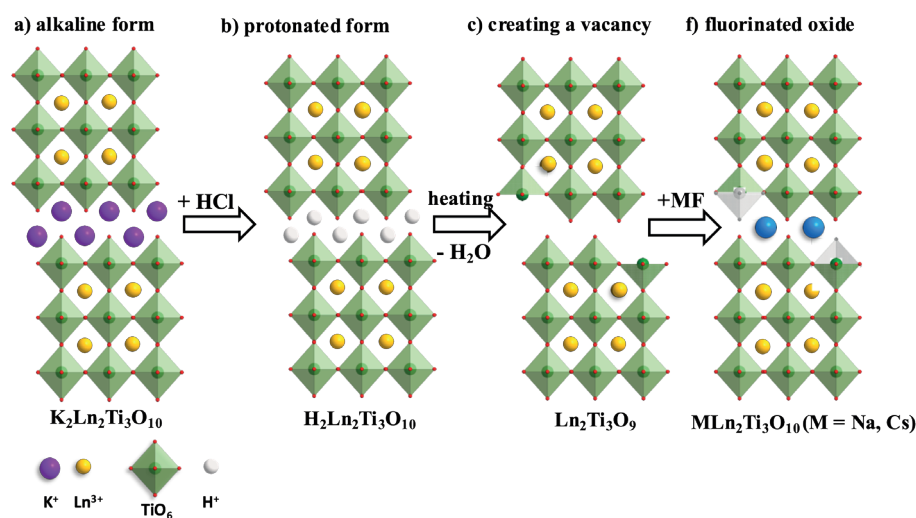 a) alkaline form
b) protonated form
c) creating a vacancy
f) fluorinated oxide
+ HCl
heating
- H₂O
+MF
K₂Ln₂Ti₃O₁₀
H₂Ln₂Ti₃O₁₀
Ln₂Ti₃O₉
MLn₂Ti₃O₁₀(M = Na, Cs)
K⁺
Ln³⁺
TiO₆
H⁺